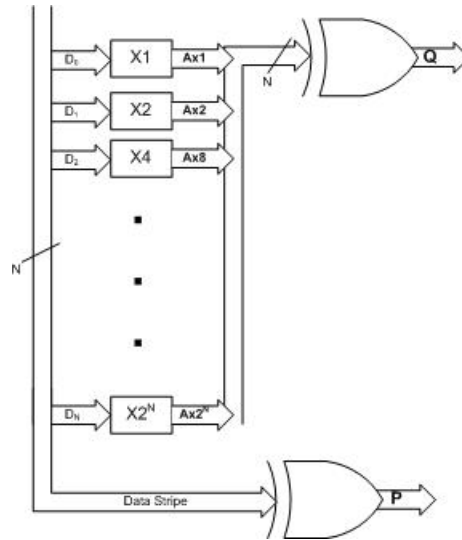 D₀ X1 Ax1
N
Q
D₁ X2 Ax2
D₂ X4 Ax8
N
Dₙ X2ᴺ Ax2ᴺ
Data Stripe
P